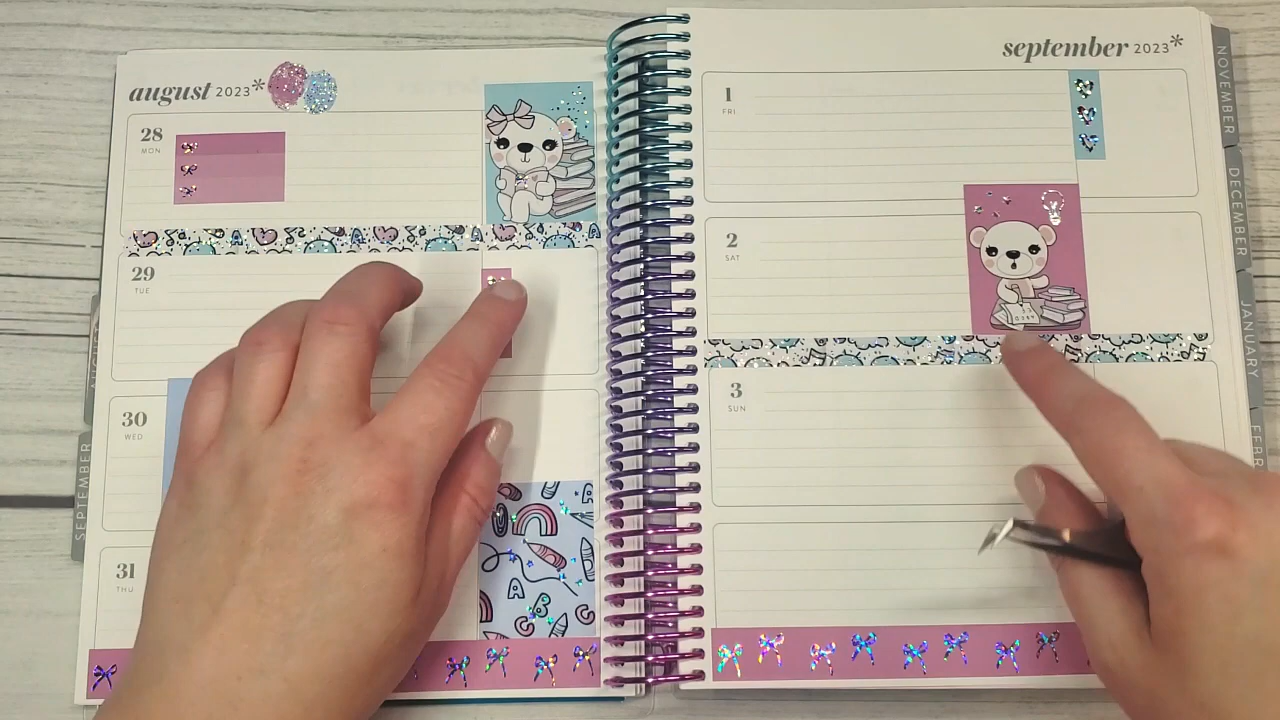 august 2023*
28
MON
29
TUE
30
WED
31
THU
SEPTEMBER
september 2023*
1
FRI
2
SAT
3
SUN
NOVEMBER
DECEMBER
JANUARY